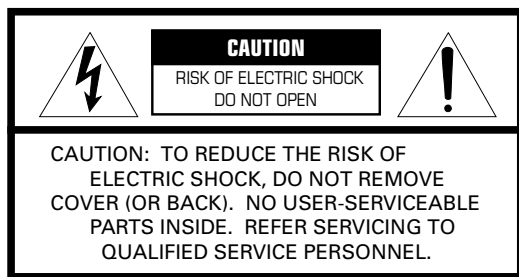 CAUTION
RISK OF ELECTRIC SHOCK
DO NOT OPEN
CAUTION: TO REDUCE THE RISK OF
ELECTRIC SHOCK, DO NOT REMOVE
COVER (OR BACK). NO USER-SERVICEABLE
PARTS INSIDE. REFER SERVICING TO
QUALIFIED SERVICE PERSONNEL.